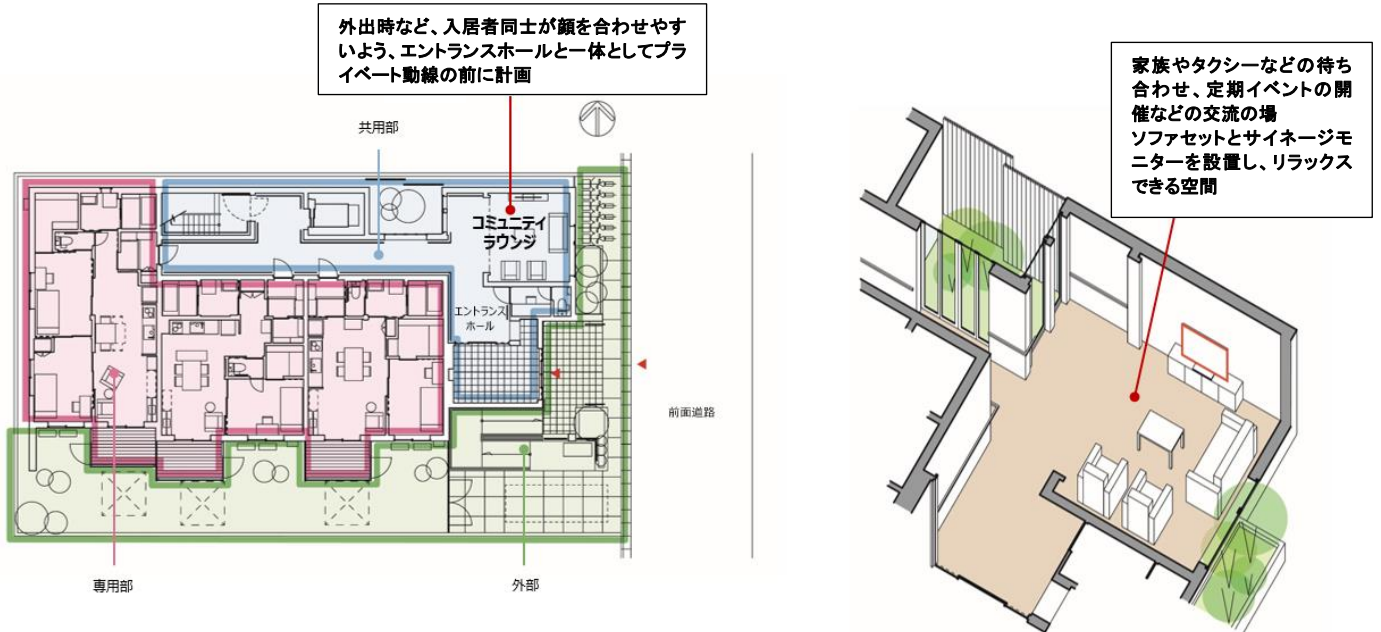 外出時など、入居者同士が顔を合わせやす
いよう、エントランスホールと一体としてプラ
イベート動線の前に計画
家族やタクシーなどの待ち
合わせ、定期イベントの開
催などの交流の場
ソファセットとサイネージモ
ニターを設置し、リラックス
できる空間
共用部
コミュニティ
ラウンジ
エントランス
ホール
前面道路
専用部
外部